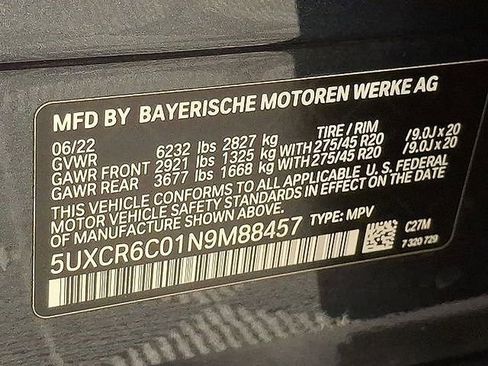 MFD BY BAYERISCHE MOTOREN WERKE AG
06/22 TIRE / RIM
GVWR 6232 lbs 2827 kg
GAWR FRONT 2921 lbs 1325 kg WITH 275/45 R20 /9.0J x 20
GAWR REAR 3677 lbs 1668 kg WITH 275/45 R20 /9.0J x 20
THIS VEHICLE CONFORMS TO ALL APPLICABLE U. S. FEDERAL
MOTOR VEHICLE SAFETY STANDARDS IN EFFECT ON THE DATE
OF MANUFACTURE SHOWN ABOVE.
5UXCR6C01N9M88457 TYPE: MPV C27M
7 320 729